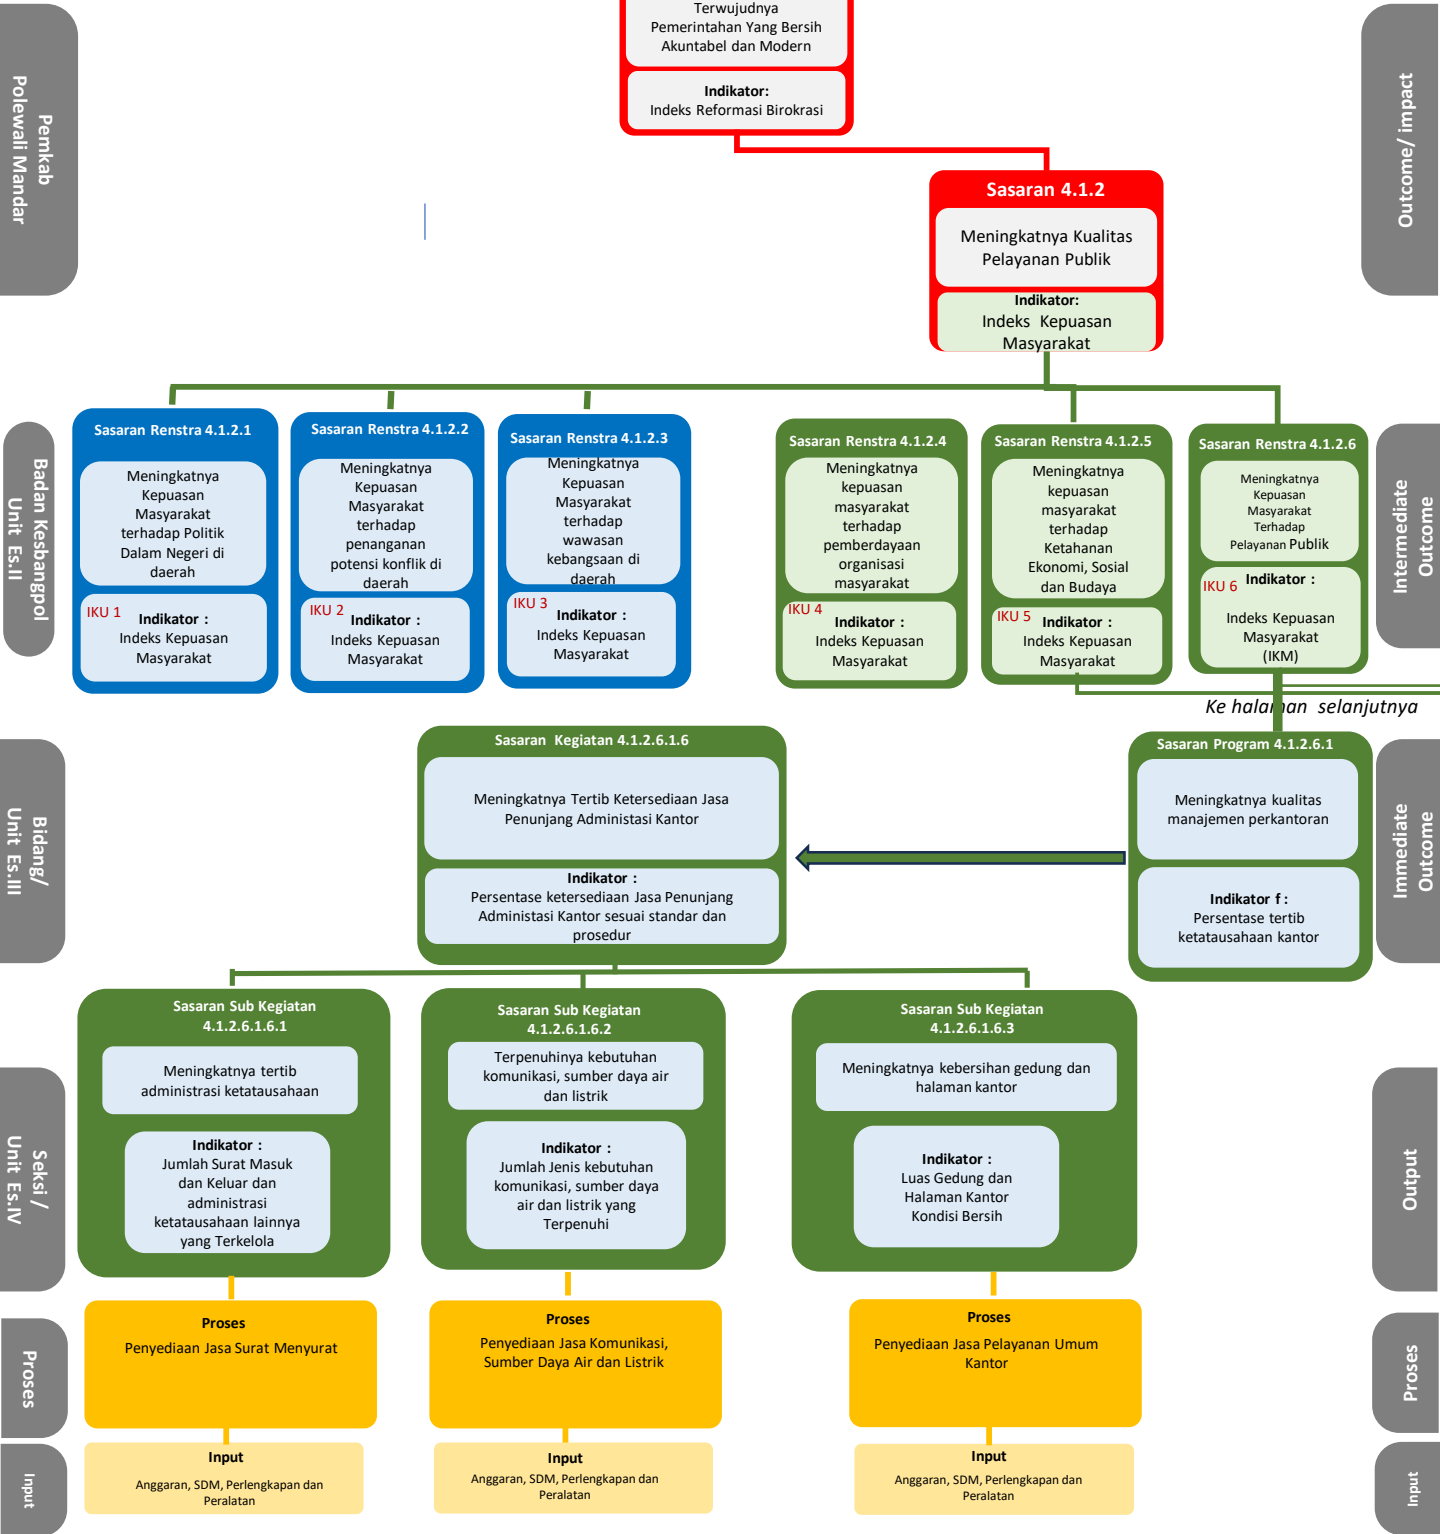 Terwujudnya
Pemerintahan Yang Bersih
Akuntabel dan Modern
Indikator:
Indeks Reformasi Birokrasi
Pemkab
Polewali Mandar
Outcome/ impact
Sasaran 4.1.2
Meningkatnya Kualitas
Pelayanan Publik
Indikator:
Indeks Kepuasan
Masyarakat
Badan Kesbangpol
Unit Es.II
Sasaran Renstra 4.1.2.1
Meningkatnya
Kepuasan
Masyarakat
terhadap Politik
Dalam Negeri di
daerah
IKU 1
Indikator :
Indeks Kepuasan
Masyarakat
Sasaran Renstra 4.1.2.2
Meningkatnya
Kepuasan
Masyarakat
terhadap
penanganan
potensi konflik di
daerah
IKU 2
Indikator :
Indeks Kepuasan
Masyarakat
Sasaran Renstra 4.1.2.3
Meningkatnya
Kepuasan
Masyarakat
terhadap
wawasan
kebangsaan di
daerah
IKU 3
Indikator :
Indeks Kepuasan
Masyarakat
Sasaran Renstra 4.1.2.4
Meningkatnya
kepuasan
masyarakat
terhadap
pemberdayaan
organisasi
masyarakat
IKU 4
Indikator :
Indeks Kepuasan
Masyarakat
Sasaran Renstra 4.1.2.5
Meningkatnya
kepuasan
masyarakat
terhadap
Ketahanan
Ekonomi, Sosial
dan Budaya
IKU 5
Indikator :
Indeks Kepuasan
Masyarakat
Sasaran Renstra 4.1.2.6
Meningkatnya
Kepuasan
Masyarakat
Terhadap
Pelayanan Publik
IKU 6
Indikator :
Indeks Kepuasan
Masyarakat
(IKM)
Intermediate
Outcome
Ke halaman selanjutnya
Bidang/
Unit Es.III
Sasaran Kegiatan 4.1.2.6.1.6
Meningkatnya Tertib Ketersediaan Jasa
Penunjang Administasi Kantor
Indikator :
Persentase ketersediaan Jasa Penunjang
Administasi Kantor sesuai standar dan
prosedur
Sasaran Program 4.1.2.6.1
Meningkatnya kualitas
manajemen perkantoran
Indikator f :
Persentase tertib
ketatausahaan kantor
Immediate
Outcome
Seksi /
Unit Es.IV
Sasaran Sub Kegiatan
4.1.2.6.1.6.1
Meningkatnya tertib
administrasi ketatausahaan
Indikator :
Jumlah Surat Masuk
dan Keluar dan
administrasi
ketatausahaan lainnya
yang Terkelola
Sasaran Sub Kegiatan
4.1.2.6.1.6.2
Terpenuhinya kebutuhan
komunikasi, sumber daya air
dan listrik
Indikator :
Jumlah Jenis kebutuhan
komunikasi, sumber daya
air dan listrik yang
Terpenuhi
Sasaran Sub Kegiatan
4.1.2.6.1.6.3
Meningkatnya kebersihan gedung dan
halaman kantor
Indikator :
Luas Gedung dan
Halaman Kantor
Kondisi Bersih
Output
Proses
Proses
Penyediaan Jasa Surat Menyurat
Proses
Penyediaan Jasa Komunikasi,
Sumber Daya Air dan Listrik
Proses
Penyediaan Jasa Pelayanan Umum
Kantor
Proses
Input
Input
Anggaran, SDM, Perlengkapan dan
Peralatan
Input
Anggaran, SDM, Perlengkapan dan
Peralatan
Input
Anggaran, SDM, Perlengkapan dan
Peralatan
Input